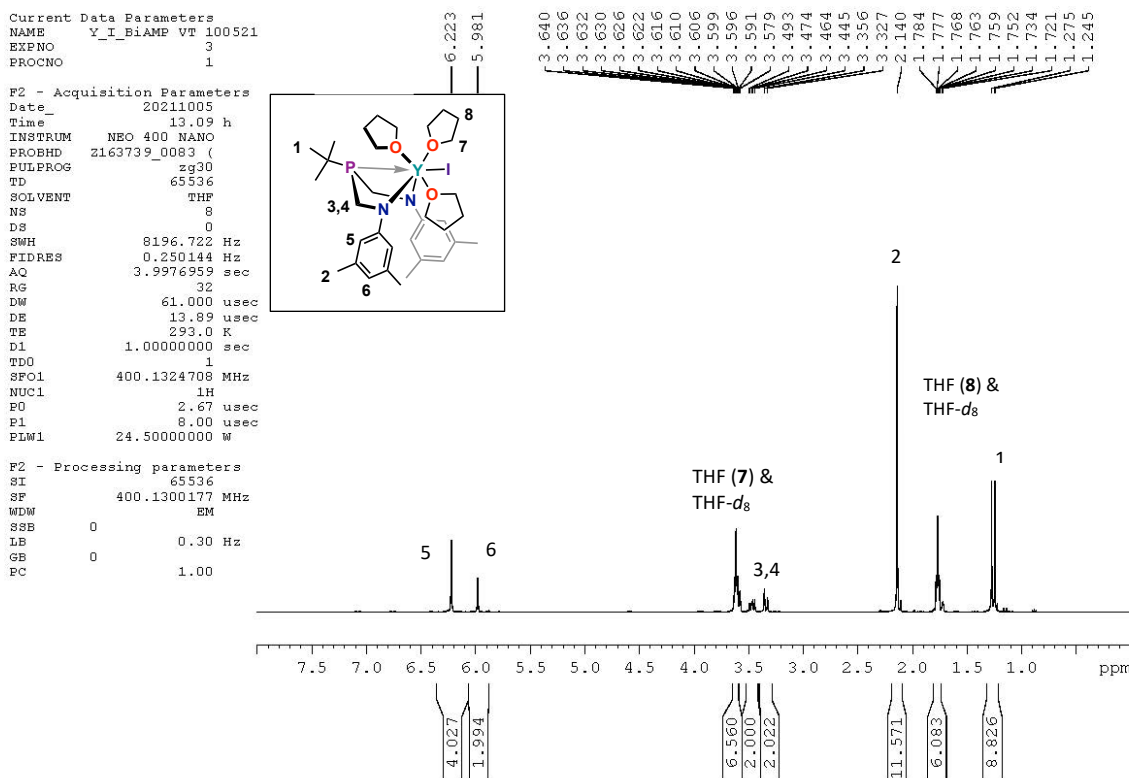 Current Data Parameters
NAME Y_I_BiAMP VT 100521
EXPNO 3
PROCNO 1
F2 - Acquisition Parameters
Date_ 20211005
Time 13.09 h
INSTRUM NEO 400 NANO
PROBHD Z163739_0083 (
PULPROG zg30
TD 65536
SOLVENT THF
NS 8
DS 0
SWH 8196.722 Hz
FIDRES 0.250144 Hz
AQ 3.9976959 sec
RG 32
DW 61.000 usec
DE 13.89 usec
TE 293.0 K
D1 1.00000000 sec
TD0 1
SFO1 400.1324708 MHz
NUC1 1H
P0 2.67 usec
P1 8.00 usec
PLW1 24.50000000 W
F2 - Processing parameters
SI 65536
SF 400.1300177 MHz
WDW EM
SSB 0
LB 0.30 Hz
GB 0
PC 1.00
6.223
5.981
3.640
3.636
3.632
3.630
3.626
3.622
3.616
3.610
3.606
3.599
3.596
3.591
3.579
3.493
3.474
3.464
3.445
3.356
3.327
2.140
1.784
1.777
1.768
1.763
1.759
1.752
1.734
1.721
1.275
1.245
8
O O 7
1
P Y I
O
3,4 N N
5
2
6
5
6
THF (7) &
THF-d8
3,4
2
THF (8) &
THF-d8
1
7.5 7.0 6.5 6.0 5.5 5.0 4.5 4.0 3.5 3.0 2.5 2.0 1.5 1.0 ppm
4.027
1.994
6.560
2.000
2.022
11.571
6.083
8.826